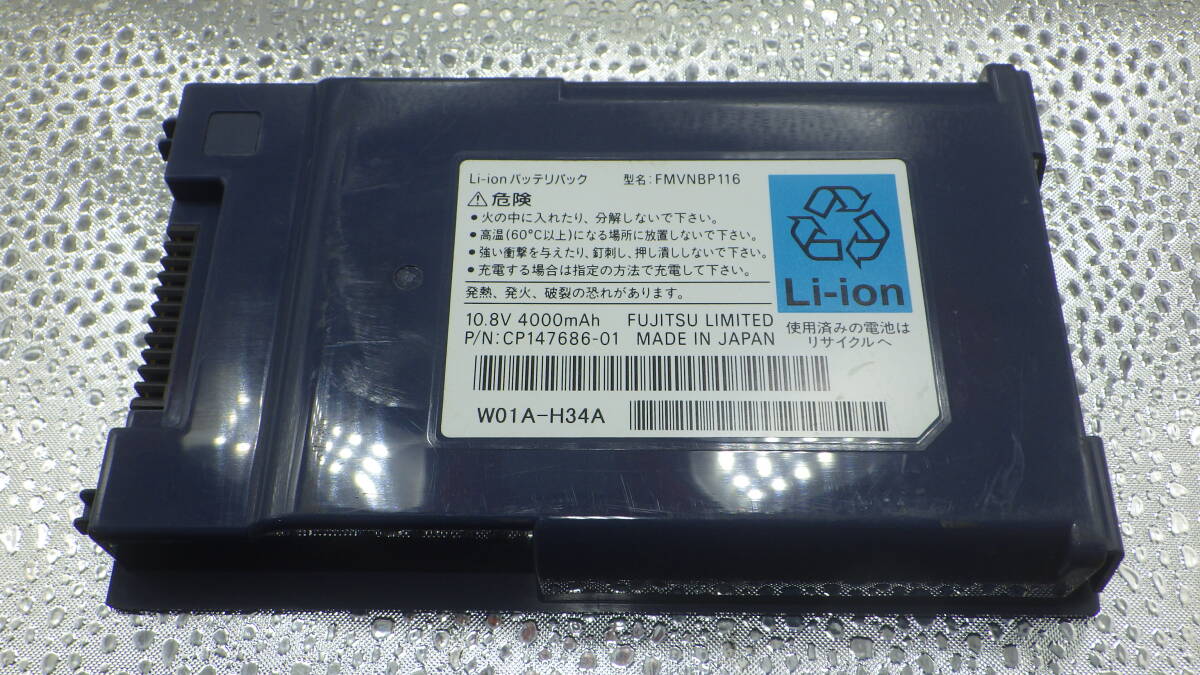 Li-ionバッテリパック 型名:FMVNBP116
⚠危険
●火の中に入れたり、分解しないで下さい。
●高温(60℃以上)になる場所に放置しないで下さい。
●強い衝撃を与えたり、釘刺し、押し潰ししないで下さい。
●充電する場合は指定の方法で充電して下さい。
発熱、発火、破裂の恐れがあります。
10.8V 4000mAh FUJITSU LIMITED
P/N:CP147686-01 MADE IN JAPAN
W01A-H34A
Li-ion
使用済みの電池は
リサイクルへ